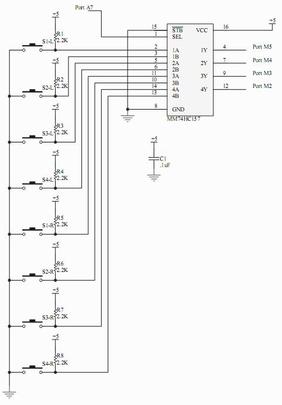 Port A7
+5
15
1
STB
SEL
VCC
16
2
3
5
6
11
10
14
13
1A
1B
2A
2B
3A
3B
4A
4B
1Y
2Y
3Y
4Y
4
7
9
12
Port M5
Port M4
Port M3
Port M2
8
GND
MM74HC157
+5
C1
.1uF
+5
R1
2.2K
S1-L
+5
R2
2.2K
S2-L
+5
R3
2.2K
S3-L
+5
R4
2.2K
S4-L
+5
R5
2.2K
S1-R
+5
R6
2.2K
S2-R
+5
R7
2.2K
S3-R
+5
R8
2.2K
S4-R